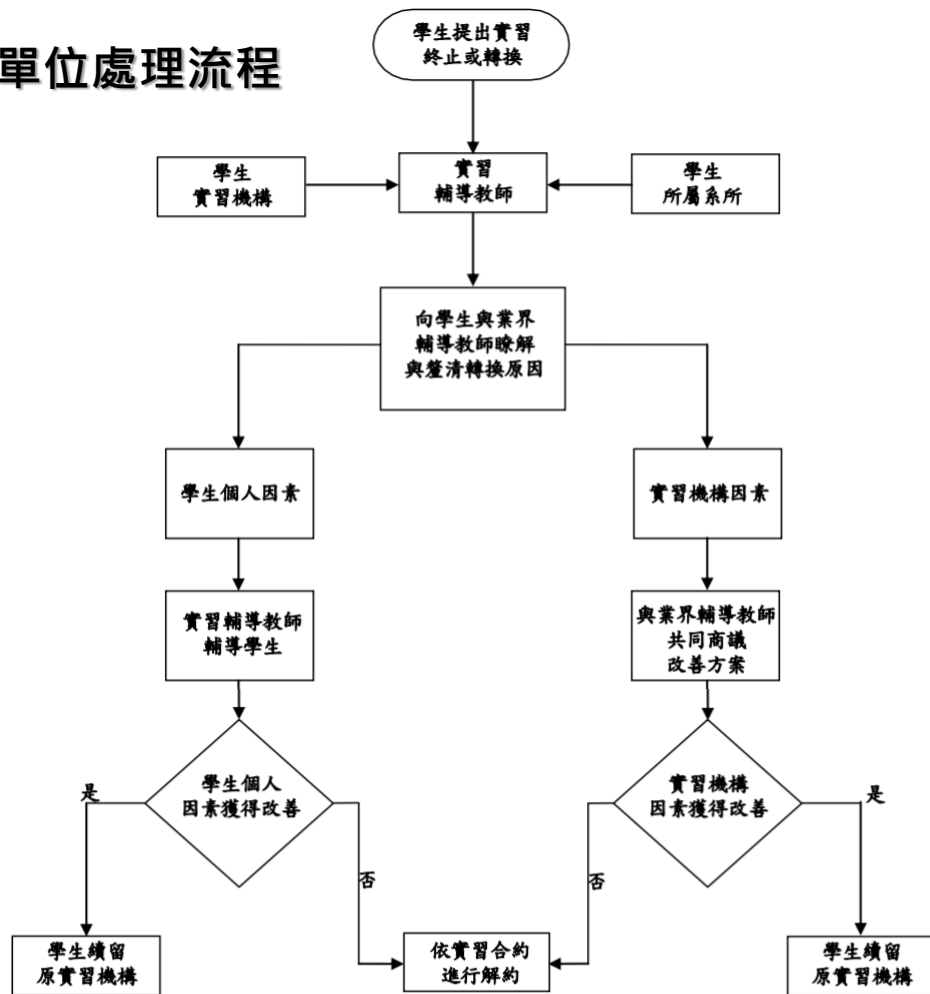 單位處理流程
學生提出實習
終止或轉換
學生
實習機構
實習
輔導教師
學生
所屬系所
向學生與業界
輔導教師瞭解
與釐清轉換原因
學生個人因素
實習機構因素
實習輔導教師
輔導學生
與業界輔導教師
共同商議
改善方案
學生個人
因素獲得改善
實習機構
因素獲得改善
是
否
否
是
學生續留
原實習機構
依實習合約
進行解約
學生續留
原實習機構